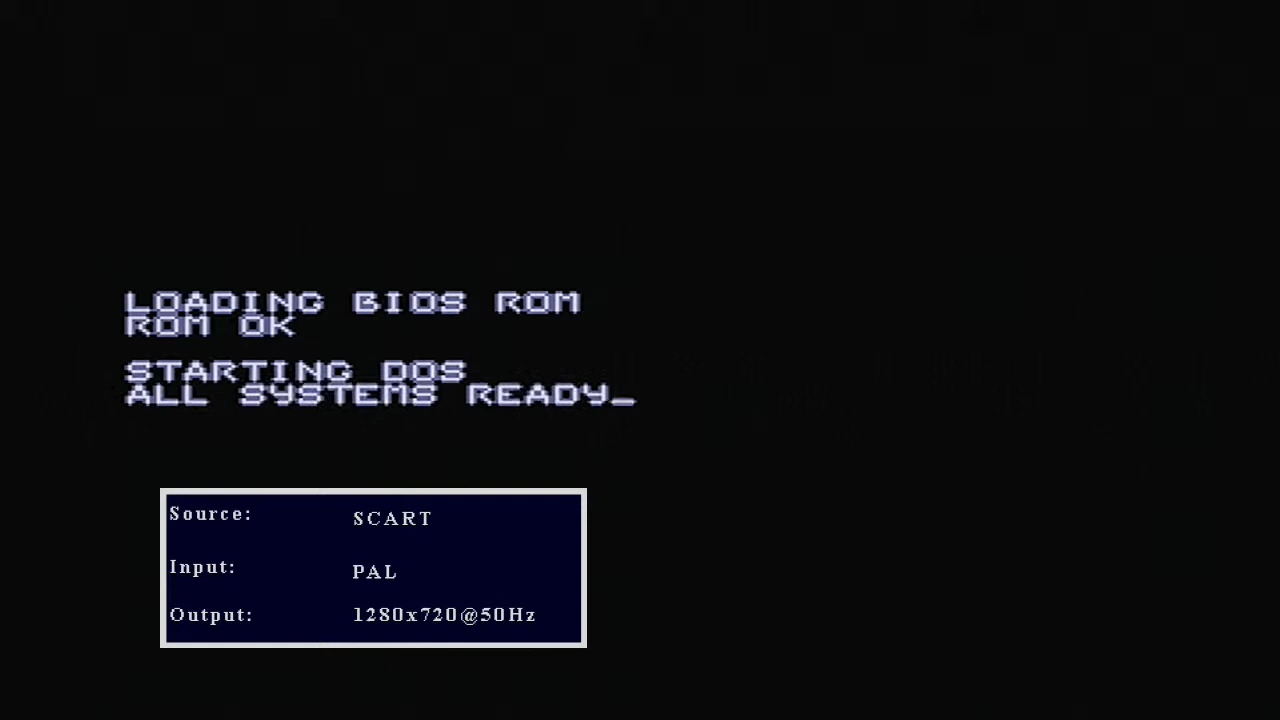 LOADING BIOS ROM
ROM OK
STARTING DOS
ALL SYSTEMS READY_
Source: SCART
Input: PAL
Output: 1280x720@50Hz